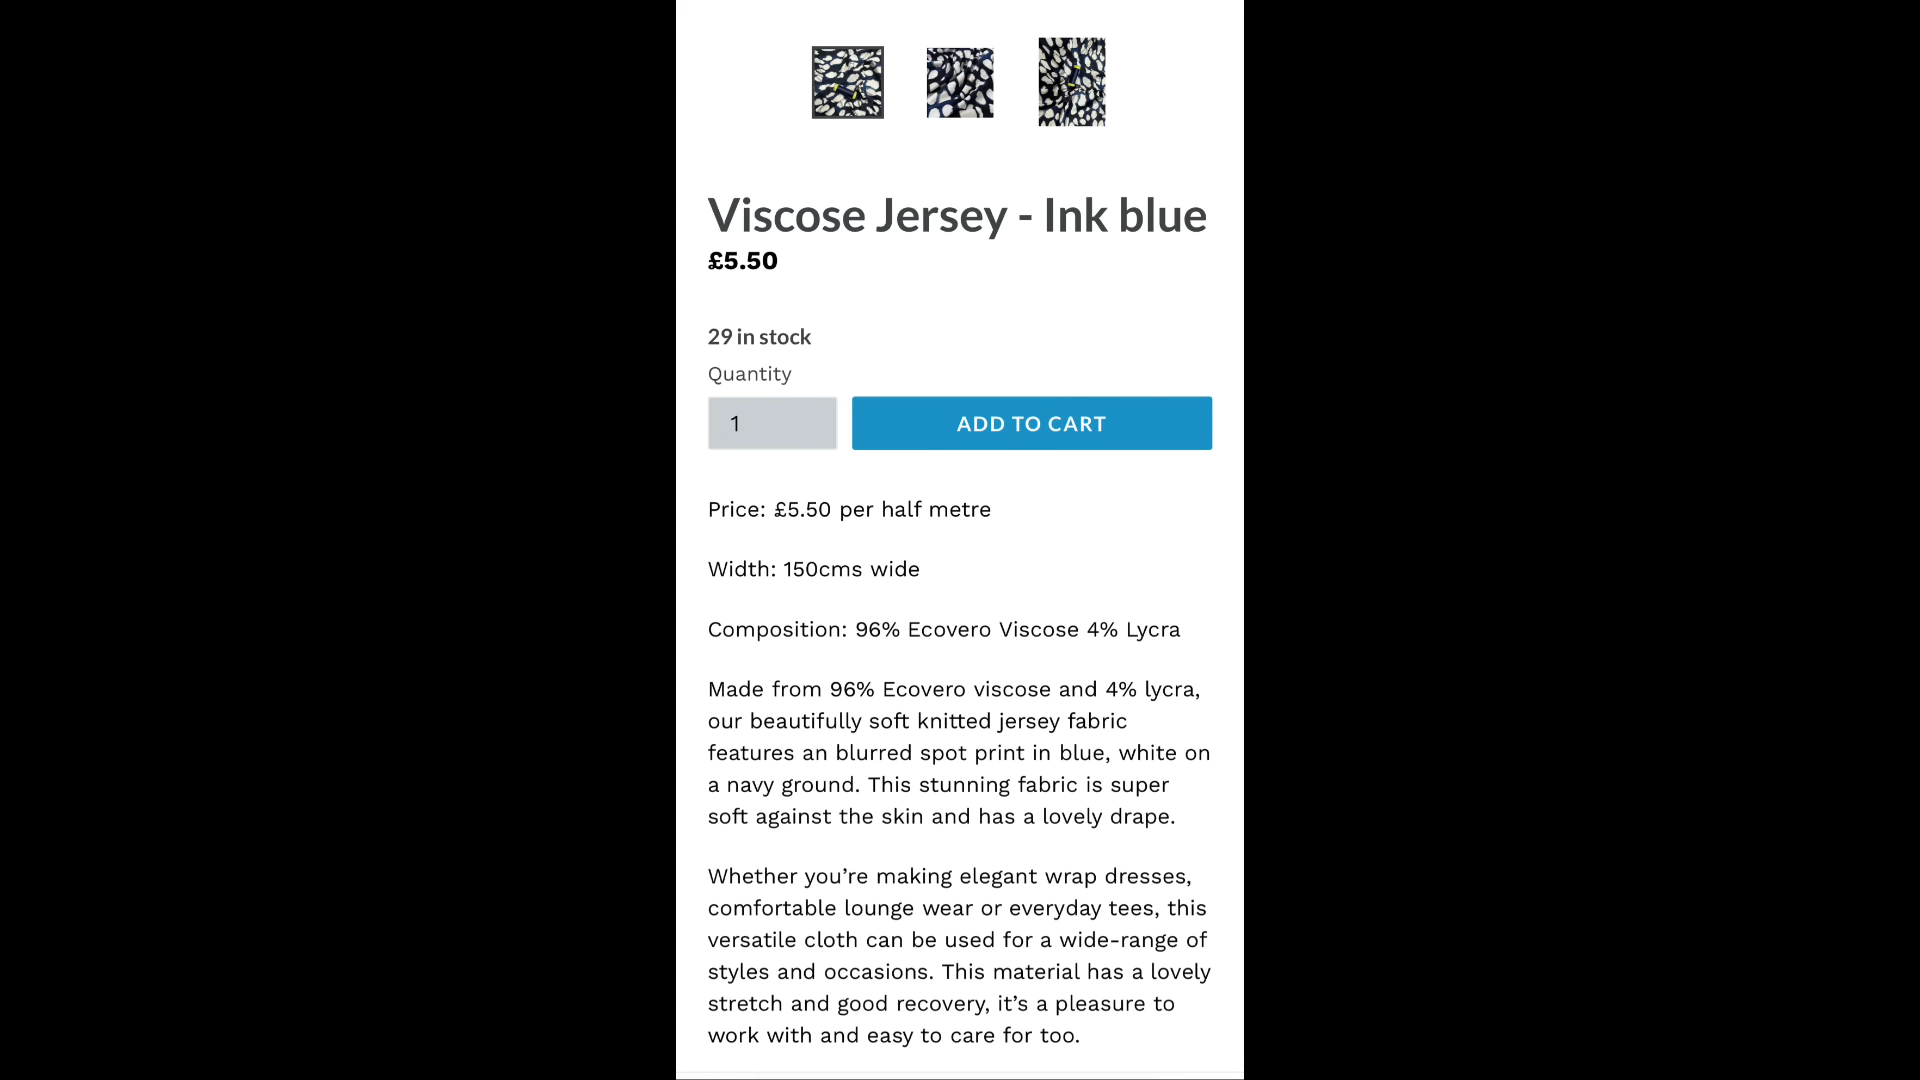 Viscose Jersey - Ink blue
£5.50
29 in stock
Quantity
1
ADD TO CART
Price: £5.50 per half metre
Width: 150cms wide
Composition: 96% Ecovero Viscose 4% Lycra
Made from 96% Ecovero viscose and 4% lycra,
our beautifully soft knitted jersey fabric
features an blurred spot print in blue, white on
a navy ground. This stunning fabric is super
soft against the skin and has a lovely drape.
Whether you’re making elegant wrap dresses,
comfortable lounge wear or everyday tees, this
versatile cloth can be used for a wide-range of
styles and occasions. This material has a lovely
stretch and good recovery, it’s a pleasure to
work with and easy to care for too.